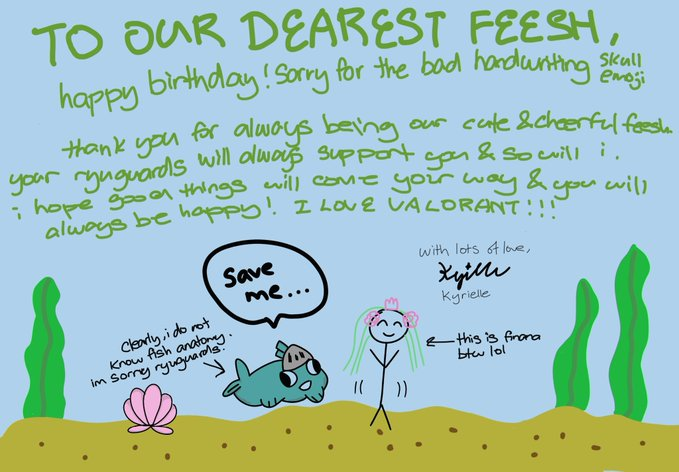 TO OUR DEAREST FEESH,
happy birthday! Sorry for the bad handwriting skull
emoji
thank you for always being our cute & cheerful feesh.
your ryuguards will always support you & so will i.
i hope good things will come your way & you will
always be happy! I LOVE VALORANT!!!
with lots of love,
Kyrielle
Kyrielle
save
me...
Clearly, i do not
know fish anatomy.
im sorry ryuguards.
this is finana
btw lol